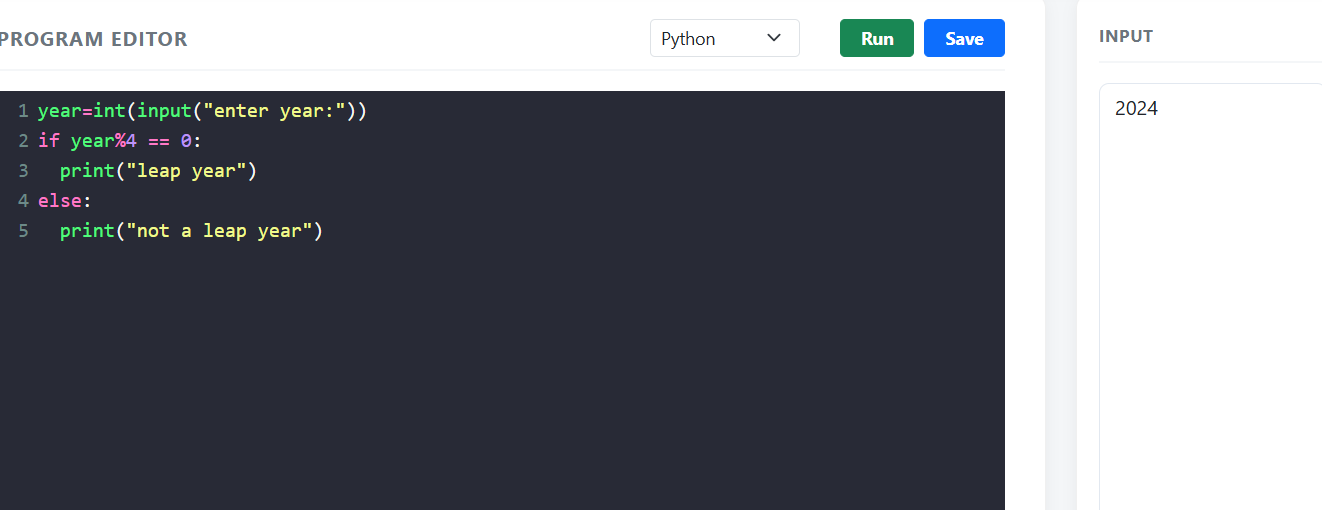 PROGRAM EDITOR
Python
Run
Save
1 year=int(input("enter year:"))
2 if year%4 == 0:
3   print("leap year")
4 else:
5   print("not a leap year")
INPUT
2024